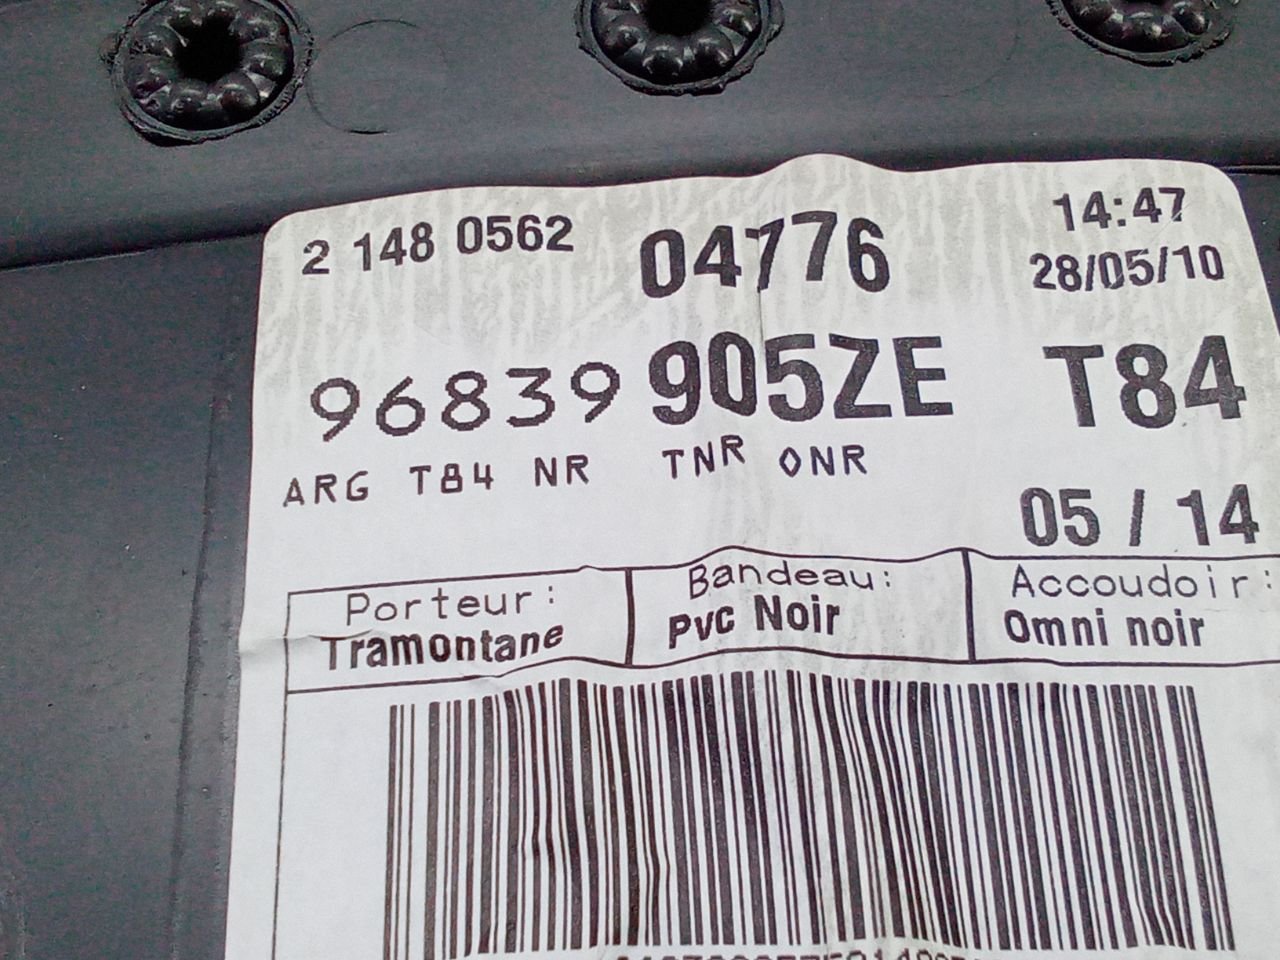 2 148 0562 04776 14:47
28/05/10
96839 905ZE T84
ARG T84 NR TNR ONR
05 / 14
Porteur: Bandeau: Accoudoir:
Tramontane PVC Noir Omni noir